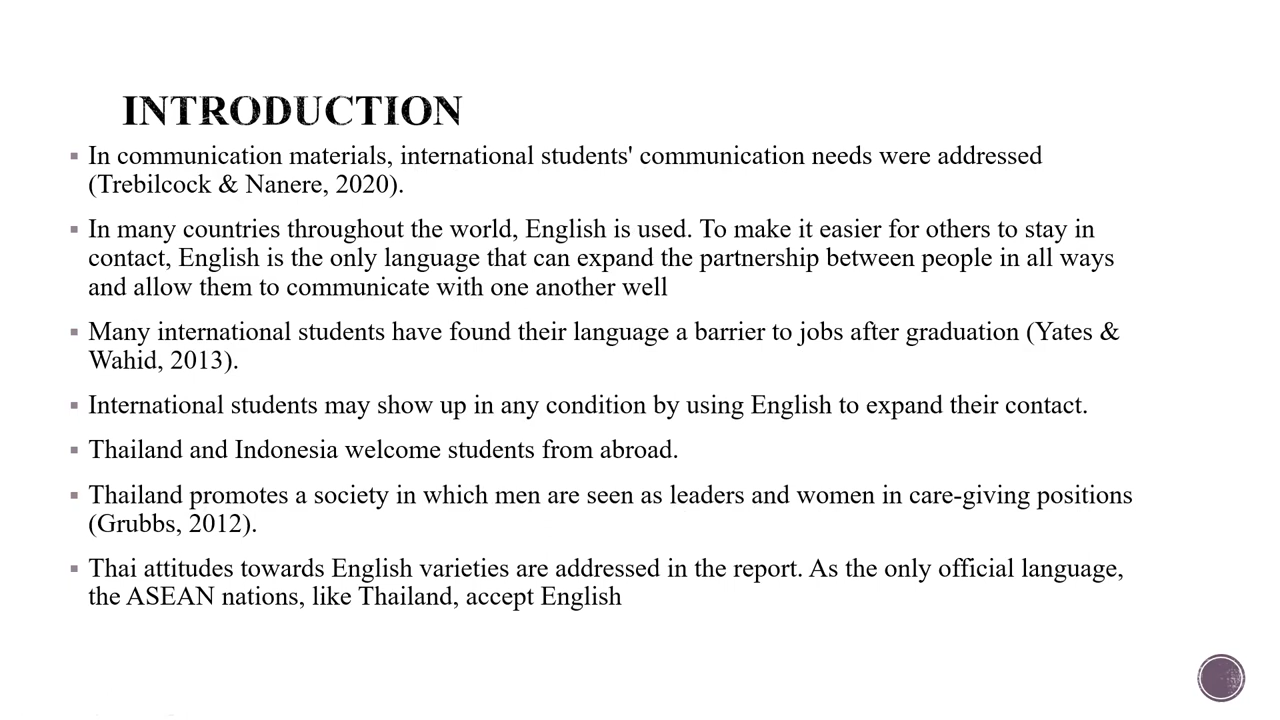 INTRODUCTION
▪ In communication materials, international students' communication needs were addressed
(Trebilcock & Nanere, 2020).
▪ In many countries throughout the world, English is used. To make it easier for others to stay in
contact, English is the only language that can expand the partnership between people in all ways
and allow them to communicate with one another well
▪ Many international students have found their language a barrier to jobs after graduation (Yates &
Wahid, 2013).
▪ International students may show up in any condition by using English to expand their contact.
▪ Thailand and Indonesia welcome students from abroad.
▪ Thailand promotes a society in which men are seen as leaders and women in care-giving positions
(Grubbs, 2012).
▪ Thai attitudes towards English varieties are addressed in the report. As the only official language,
the ASEAN nations, like Thailand, accept English